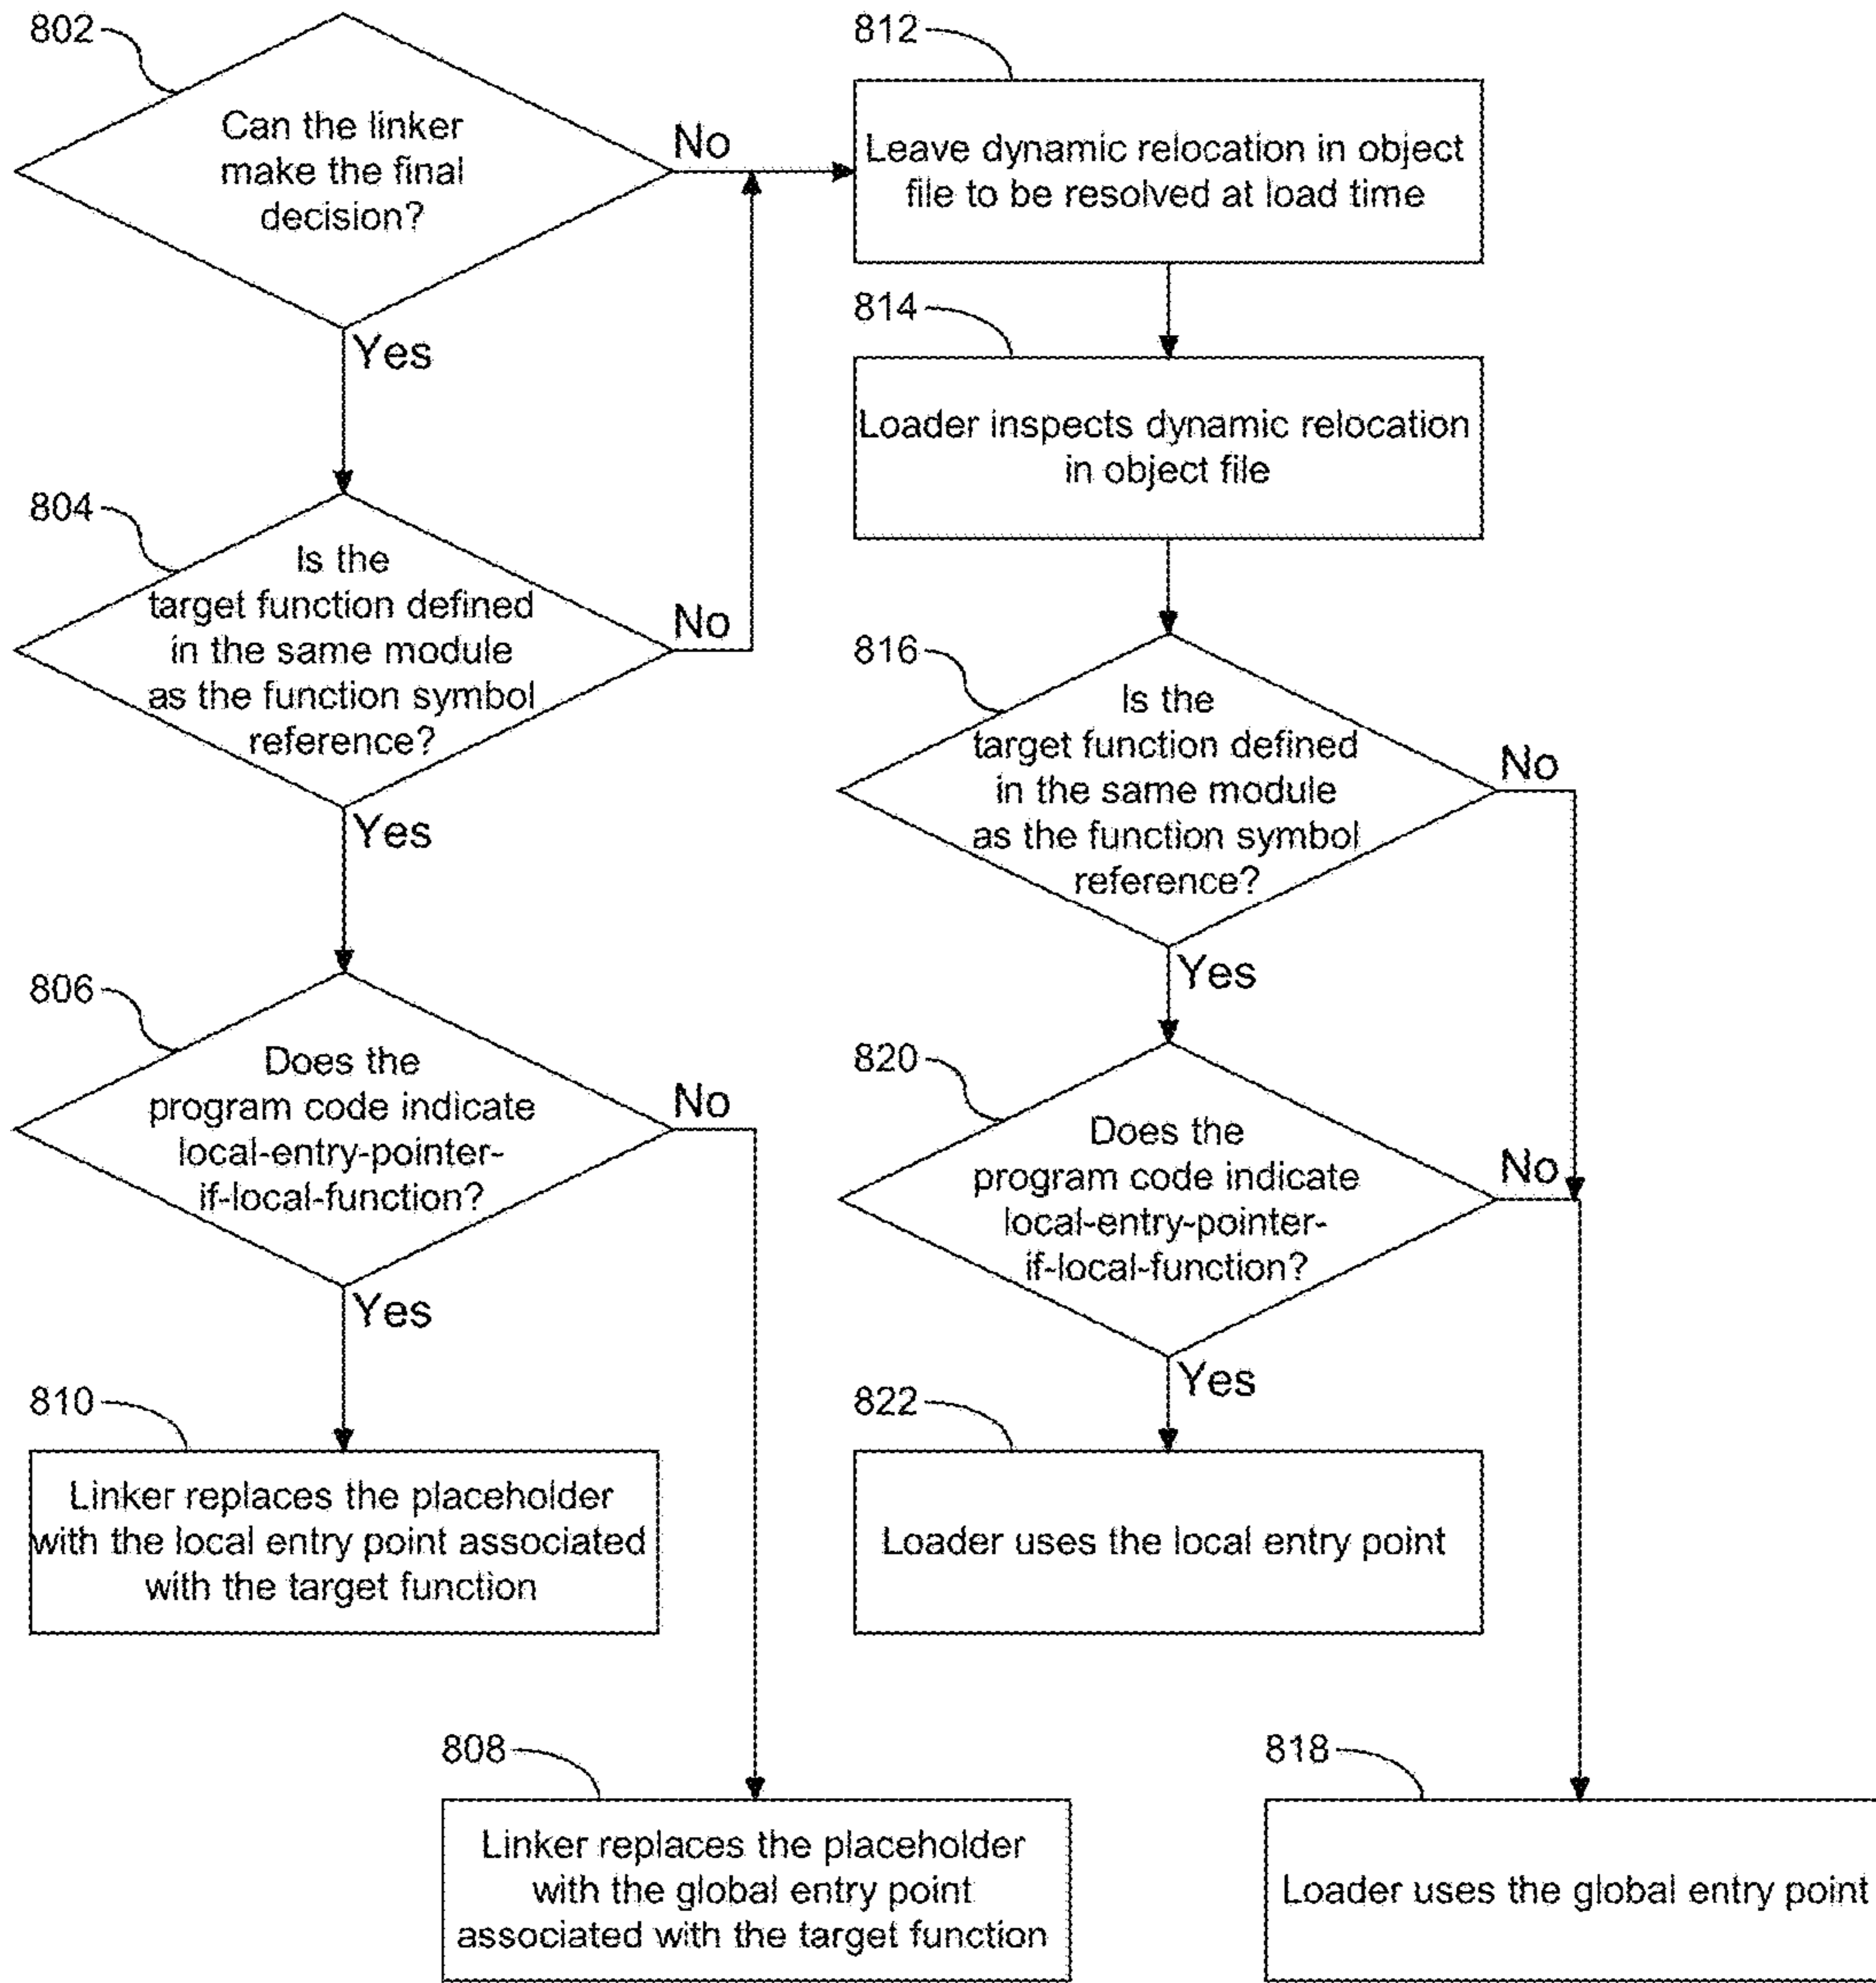 802
Can the linker
make the final
decision?
No
Yes
804
Is the
target function defined
in the same module
as the function symbol
reference?
No
Yes
806
Does the
program code indicate
local-entry-pointer-
if-local-function?
No
Yes
810
Linker replaces the placeholder
with the local entry point associated
with the target function
808
Linker replaces the placeholder
with the global entry point
associated with the target function
812
Leave dynamic relocation in object
file to be resolved at load time
814
Loader inspects dynamic relocation
in object file
816
Is the
target function defined
in the same module
as the function symbol
reference?
No
Yes
820
Does the
program code indicate
local-entry-pointer-
if-local-function?
No
Yes
822
Loader uses the local entry point
818
Loader uses the global entry point